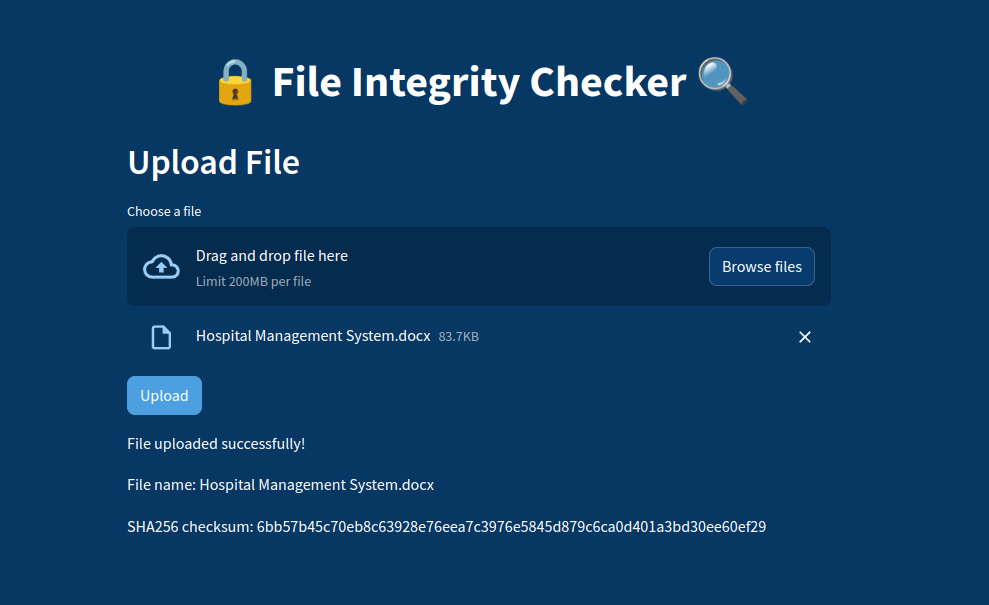 🔒 File Integrity Checker 🔍
Upload File
Choose a file
Drag and drop file here
Limit 200MB per file
Browse files
Hospital Management System.docx 83.7KB
Upload
File uploaded successfully!
File name: Hospital Management System.docx
SHA256 checksum: 6bb57b45c70eb8c63928e76eea7c3976e5845d879c6ca0d401a3bd30ee60ef29